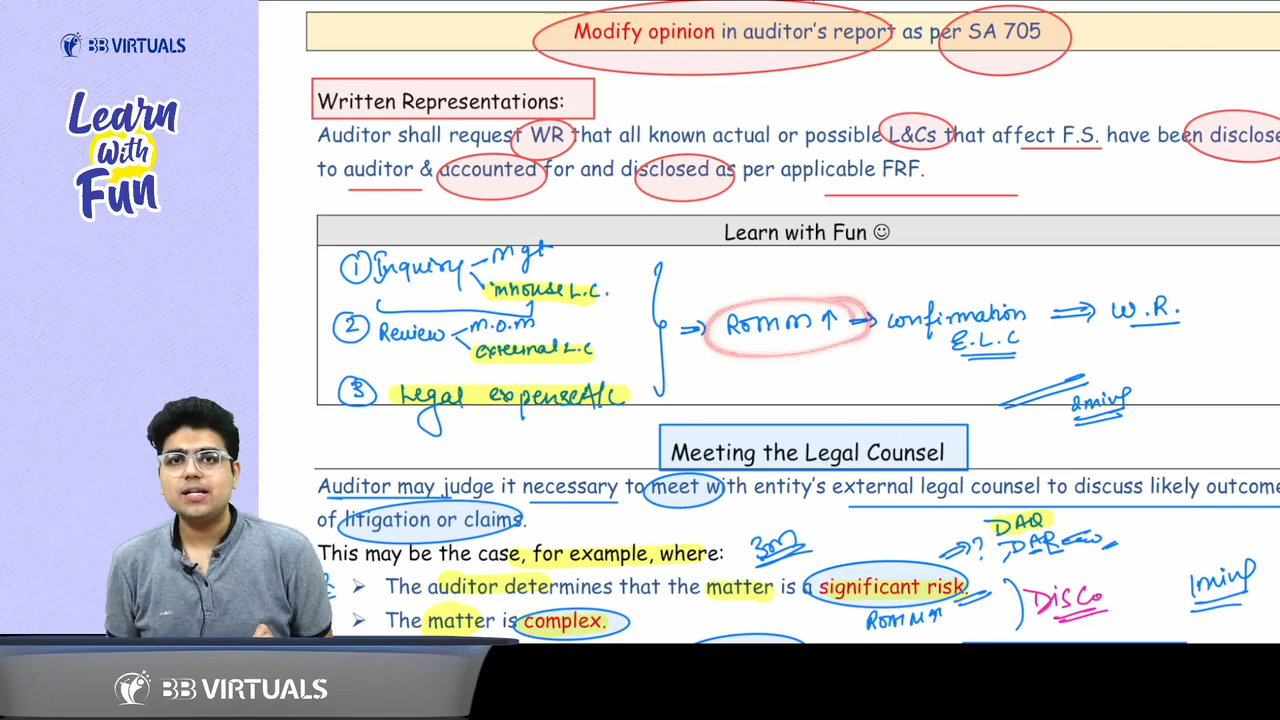 BB VIRTUALS
Learn
With
Fun
Modify opinion in auditor's report as per SA 705
Written Representations:
Auditor shall request WR that all known actual or possible L&Cs that affect F.S. have been disclose
to auditor & accounted for and disclosed as per applicable FRF.
Learn with Fun ☺
① Inquiry Mgt
inhouse L.C.
② Review M.O.M
external L.C
③ Legal expense A/C
⇒ ROMM ↑ ⇒ confirmation ⇒ W.R.
E.L.C
2 mins
Meeting the Legal Counsel
Auditor may judge it necessary to meet with entity's external legal counsel to discuss likely outcome
of litigation or claims.
DAQ
This may be the case, for example, where:
➢ The auditor determines that the matter is a significant risk.
ROMM↑
DISCo
1 mins
➢ The matter is complex.
BB VIRTUALS